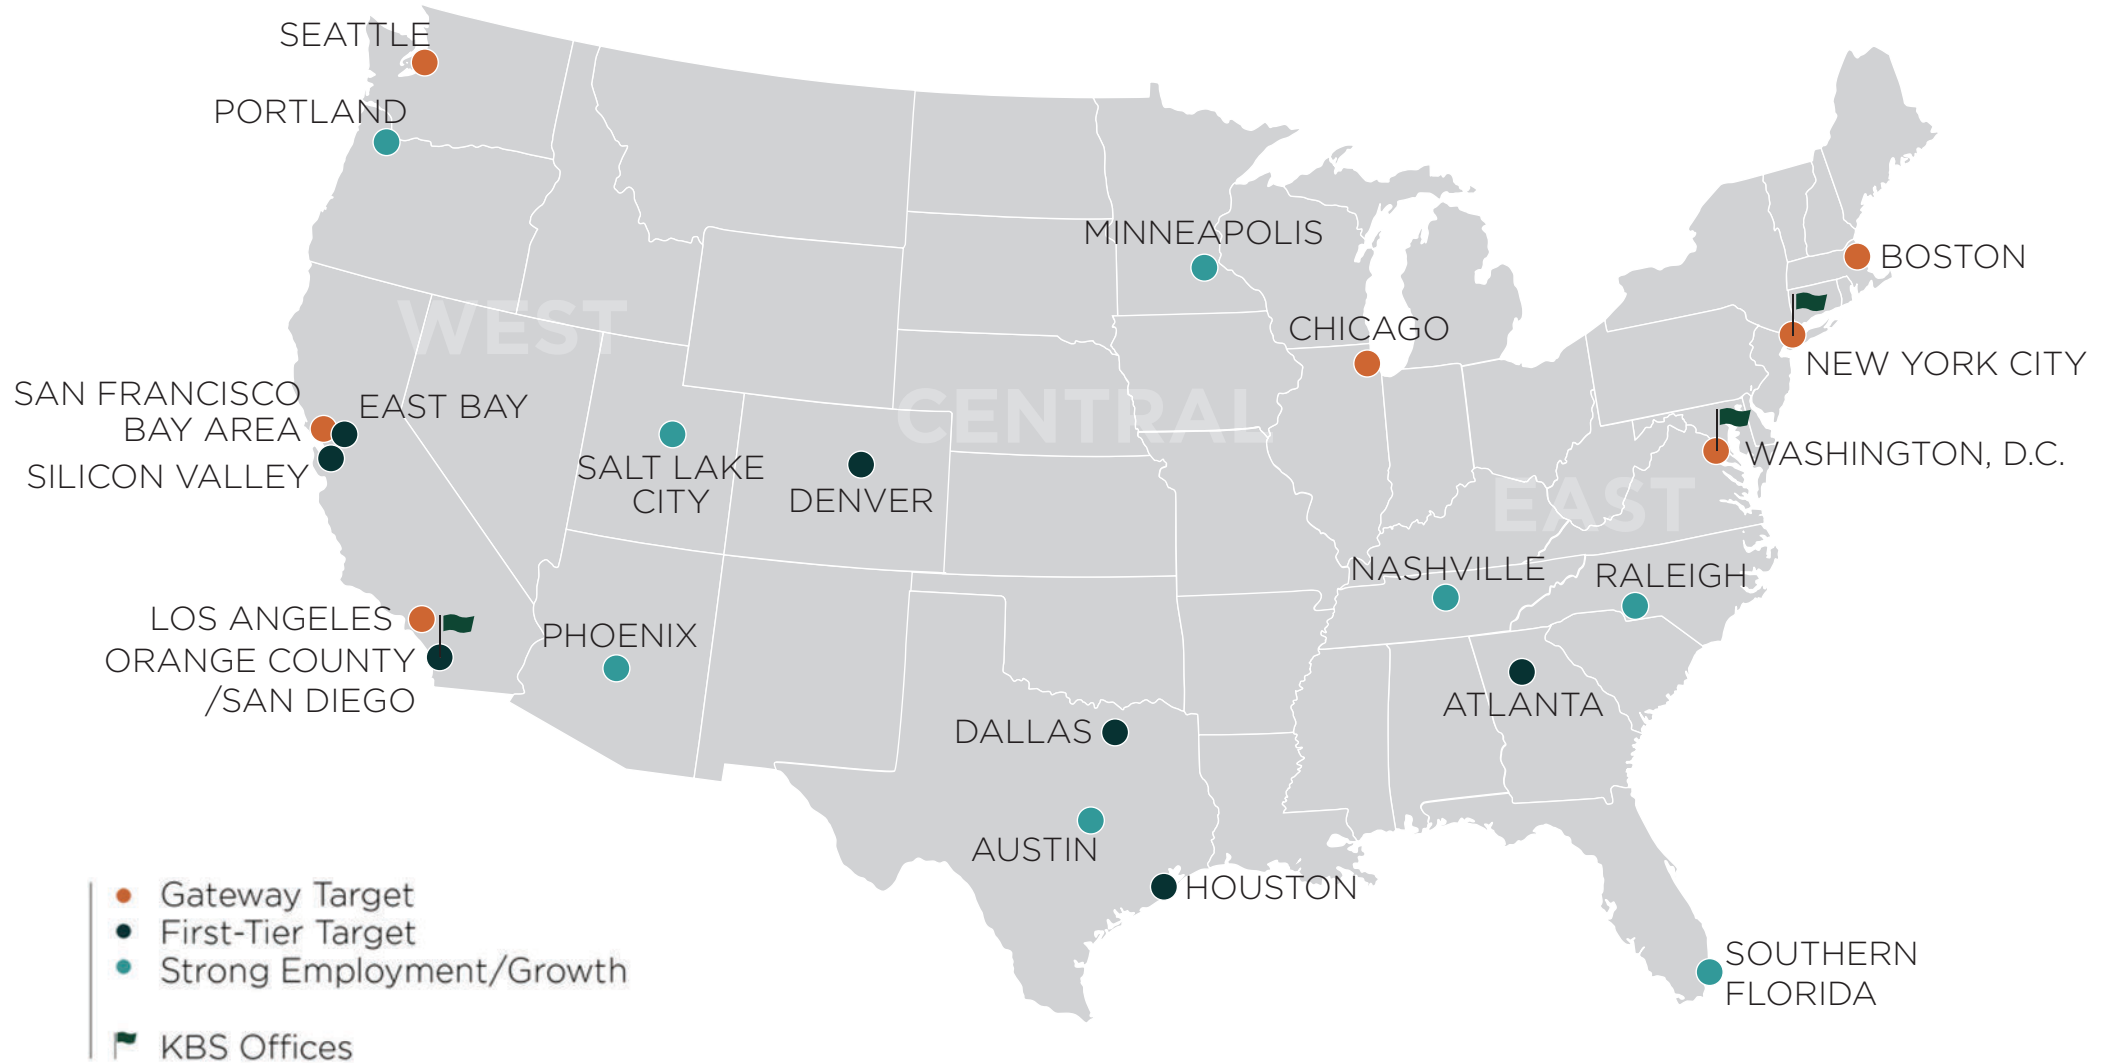 SEATTLE
PORTLAND
MINNEAPOLIS
BOSTON
WEST
CHICAGO
NEW YORK CITY
SAN FRANCISCO
BAY AREA
EAST BAY
CENTRAL
SILICON VALLEY
SALT LAKE
CITY
DENVER
WASHINGTON, D.C.
EAST
NASHVILLE
RALEIGH
LOS ANGELES
ORANGE COUNTY
/SAN DIEGO
PHOENIX
ATLANTA
DALLAS
AUSTIN
HOUSTON
SOUTHERN
FLORIDA
Gateway Target
First-Tier Target
Strong Employment/Growth
KBS Offices